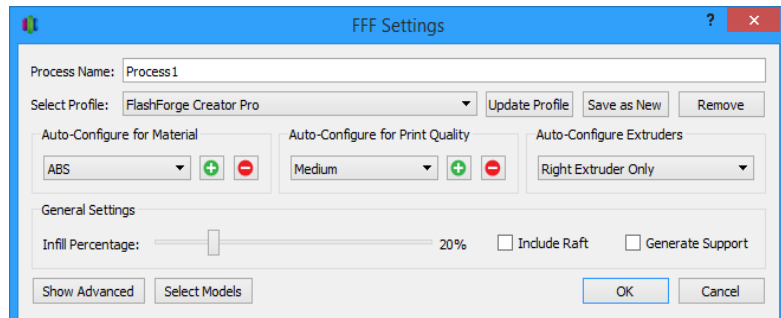 FFF Settings ? ×
Process Name: Process1
Select Profile: FlashForge Creator Pro Update Profile Save as New Remove
Auto-Configure for Material Auto-Configure for Print Quality Auto-Configure Extruders
ABS Medium Right Extruder Only
General Settings
Infill Percentage: 20% Include Raft Generate Support
Show Advanced Select Models OK Cancel